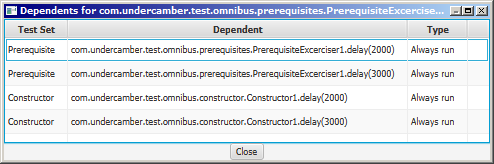 Dependents for com.undercamber.test.omnibus.prerequisites.PrerequisiteExcercise...
Test Set Dependent Type
Prerequisite com.undercamber.test.omnibus.prerequisites.PrerequisiteExcerciser1.delay(2000) Always run
Prerequisite com.undercamber.test.omnibus.prerequisites.PrerequisiteExcerciser1.delay(3000) Always run
Constructor com.undercamber.test.omnibus.constructor.Constructor1.delay(2000) Always run
Constructor com.undercamber.test.omnibus.constructor.Constructor1.delay(3000) Always run
Close